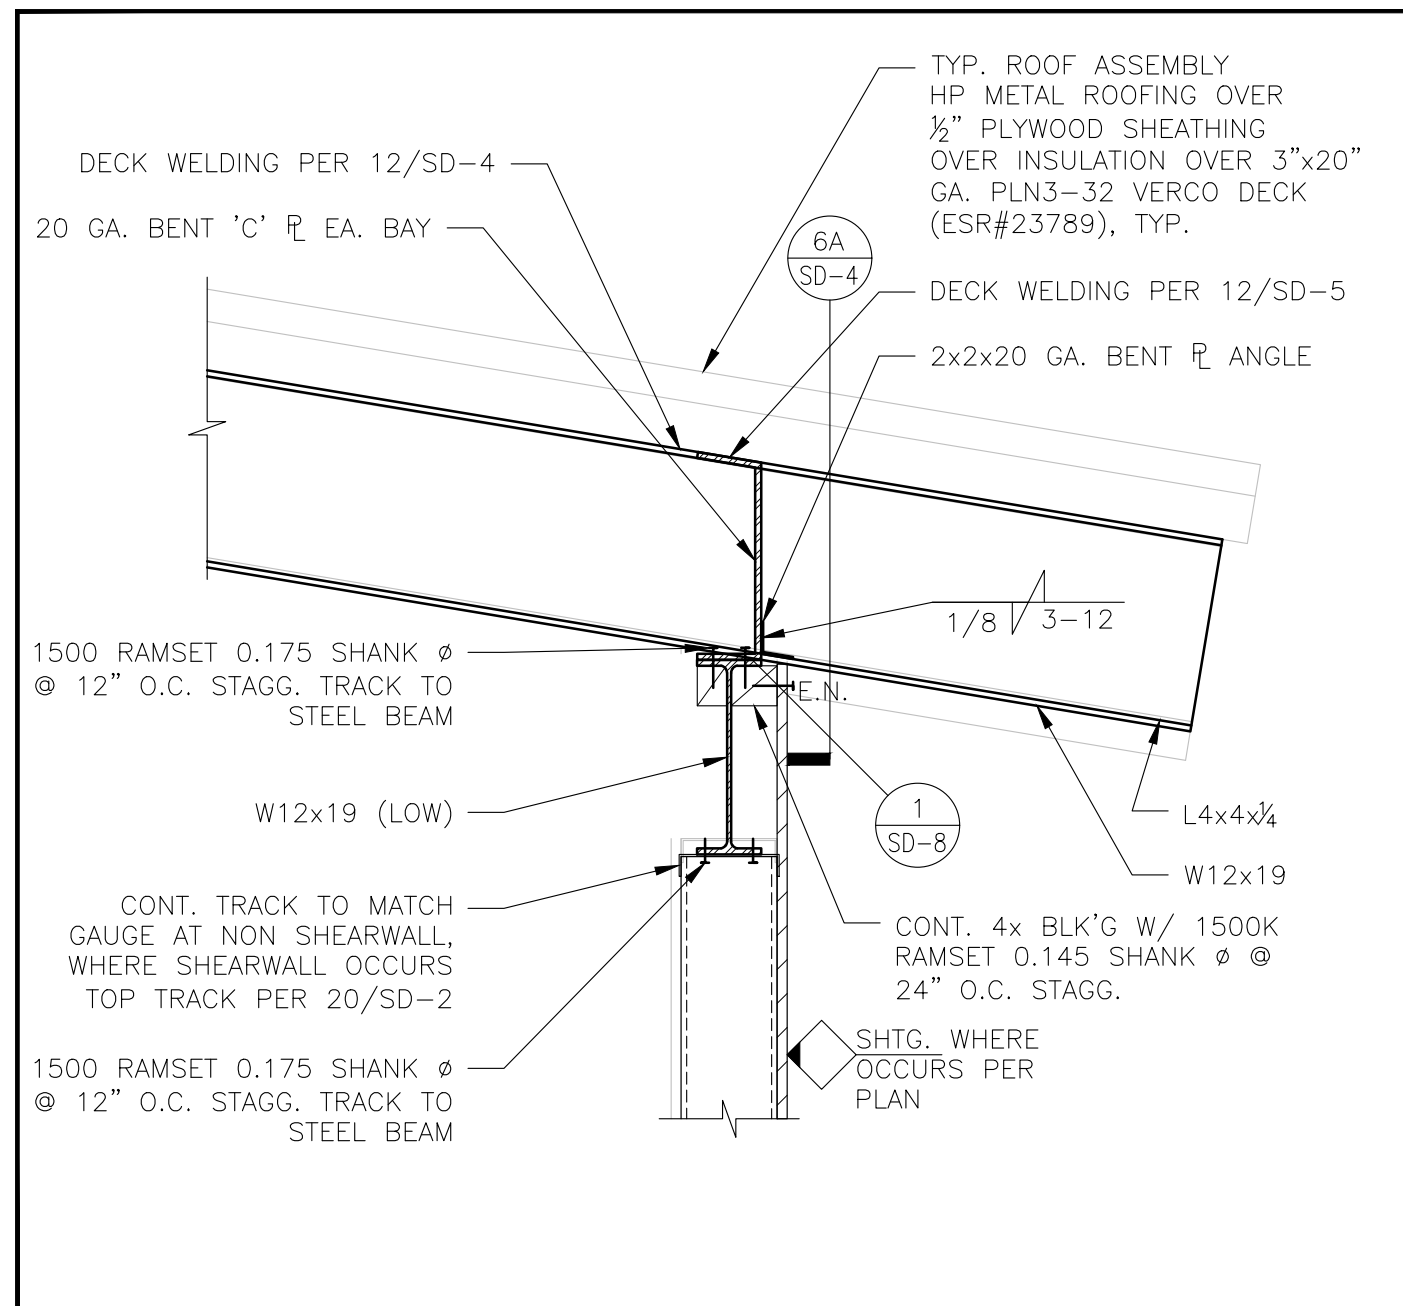 TYP. ROOF ASSEMBLY
HP METAL ROOFING OVER
½” PLYWOOD SHEATHING
OVER INSULATION OVER 3”x20”
GA. PLN3-32 VERCO DECK
(ESR#23789), TYP.
DECK WELDING PER 12/SD-4
20 GA. BENT 'C' ⅊ EA. BAY
6A
SD-4
DECK WELDING PER 12/SD-5
2x2x20 GA. BENT ⅊ ANGLE
1/8 3-12
1500 RAMSET 0.175 SHANK ø
@ 12” O.C. STAGG. TRACK TO
STEEL BEAM
E.N.
W12x19 (LOW)
1
SD-8
L4x4x¼
W12x19
CONT. TRACK TO MATCH
GAUGE AT NON SHEARWALL,
WHERE SHEARWALL OCCURS
TOP TRACK PER 20/SD-2
CONT. 4x BLK'G W/ 1500K
RAMSET 0.145 SHANK ø @
24” O.C. STAGG.
1500 RAMSET 0.175 SHANK ø
@ 12” O.C. STAGG. TRACK TO
STEEL BEAM
SHTG. WHERE
OCCURS PER
PLAN